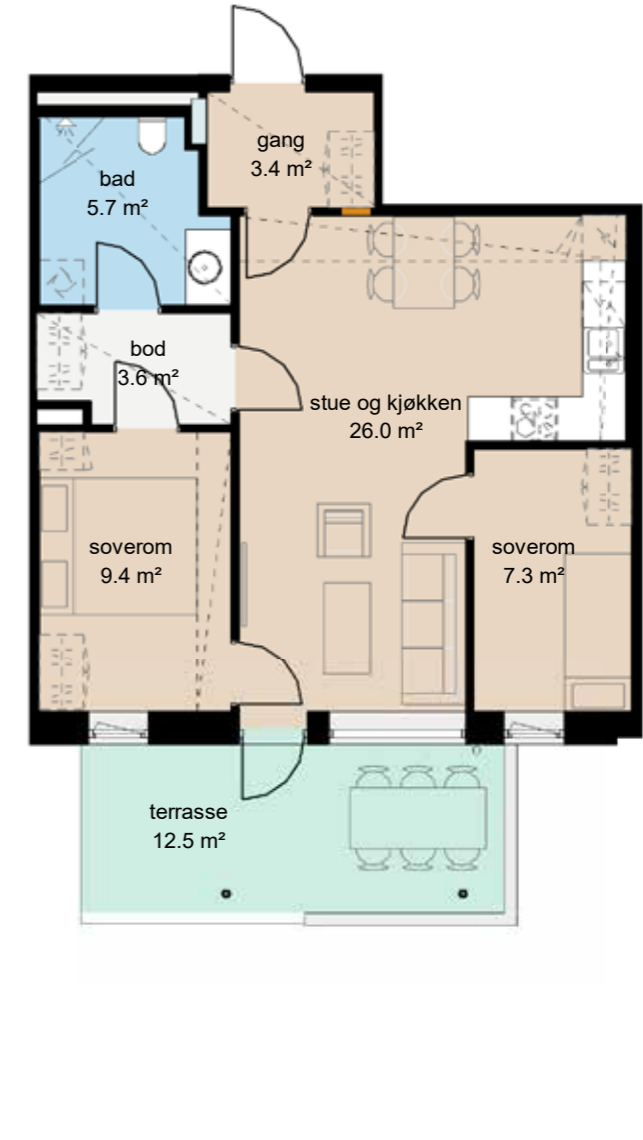 gang
3.4 m²
bad
5.7 m²
bod
3.6 m²
stue og kjøkken
26.0 m²
soverom
9.4 m²
soverom
7.3 m²
terrasse
12.5 m²